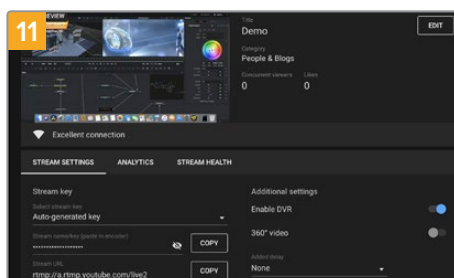 11
PREVIEW
Title
Demo
EDIT
Category
People & Blogs
Concurrent viewers Likes
0 0
Excellent connection
STREAM SETTINGS ANALYTICS STREAM HEALTH
Stream key
Additional settings
Select stream key
Auto-generated key
Enable DVR
Stream name/key (paste in encoder)
COPY
360° video
Stream URL
rtmp://a.rtmp.youtube.com/live2
COPY
Added delay
None